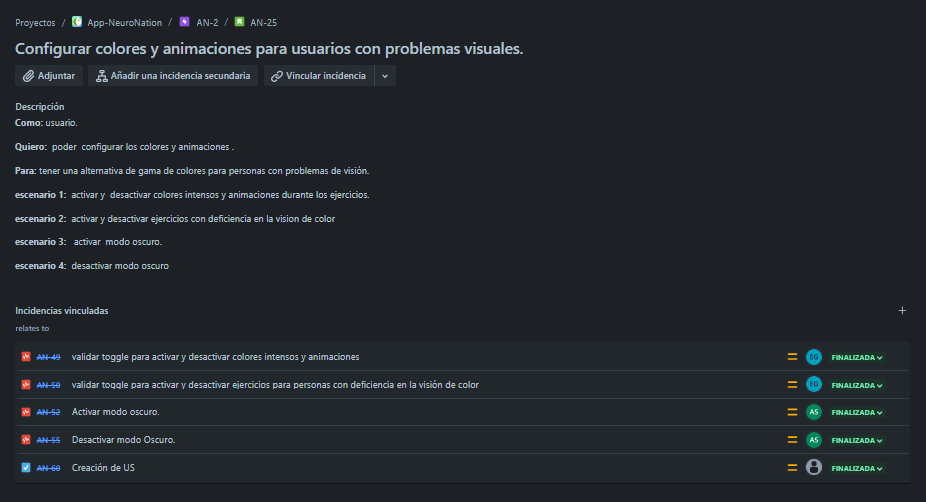 Proyectos / App-NeuroNation / AN-2 / AN-25
Configurar colores y animaciones para usuarios con problemas visuales.
Adjuntar Añadir una incidencia secundaria Vincular incidencia
Descripción
Como: usuario.
Quiero: poder configurar los colores y animaciones .
Para: tener una alternativa de gama de colores para personas con problemas de visión.
escenario 1: activar y desactivar colores intensos y animaciones durante los ejercicios.
escenario 2: activar y desactivar ejercicios con deficiencia en la vision de color
escenario 3: activar modo oscuro.
escenario 4: desactivar modo oscuro
Incidencias vinculadas
relates to
AN-49 validar toggle para activar y desactivar colores intensos y animaciones EG FINALIZADA
AN-50 validar toggle para activar y desactivar ejercicios para personas con deficiencia en la visión de color EG FINALIZADA
AN-52 Activar modo oscuro. AS FINALIZADA
AN-55 Desactivar modo Oscuro. AS FINALIZADA
AN-60 Creación de US FINALIZADA